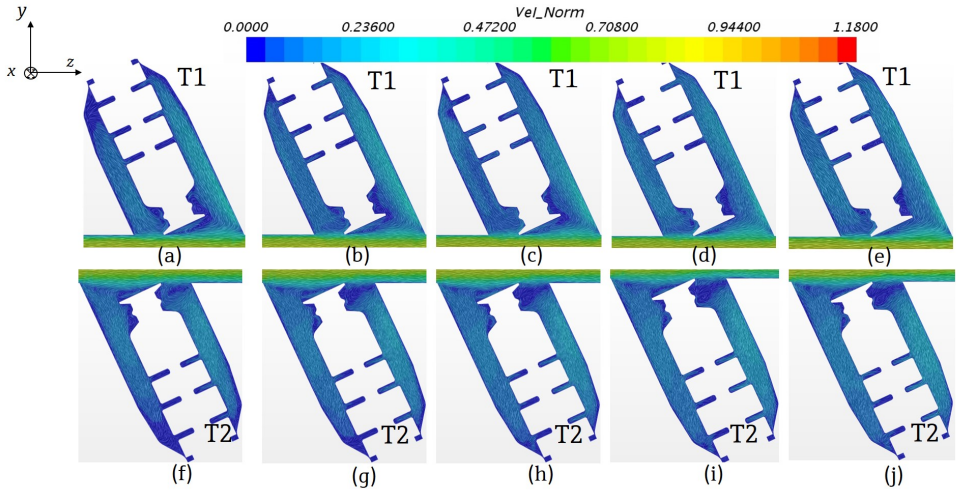 Vel_Norm
0.0000 0.23600 0.47200 0.70800 0.94400 1.1800
y
x z
T1 T1 T1 T1 T1
(a) (b) (c) (d) (e)
T2 T2 T2 T2 T2
(f) (g) (h) (i) (j)